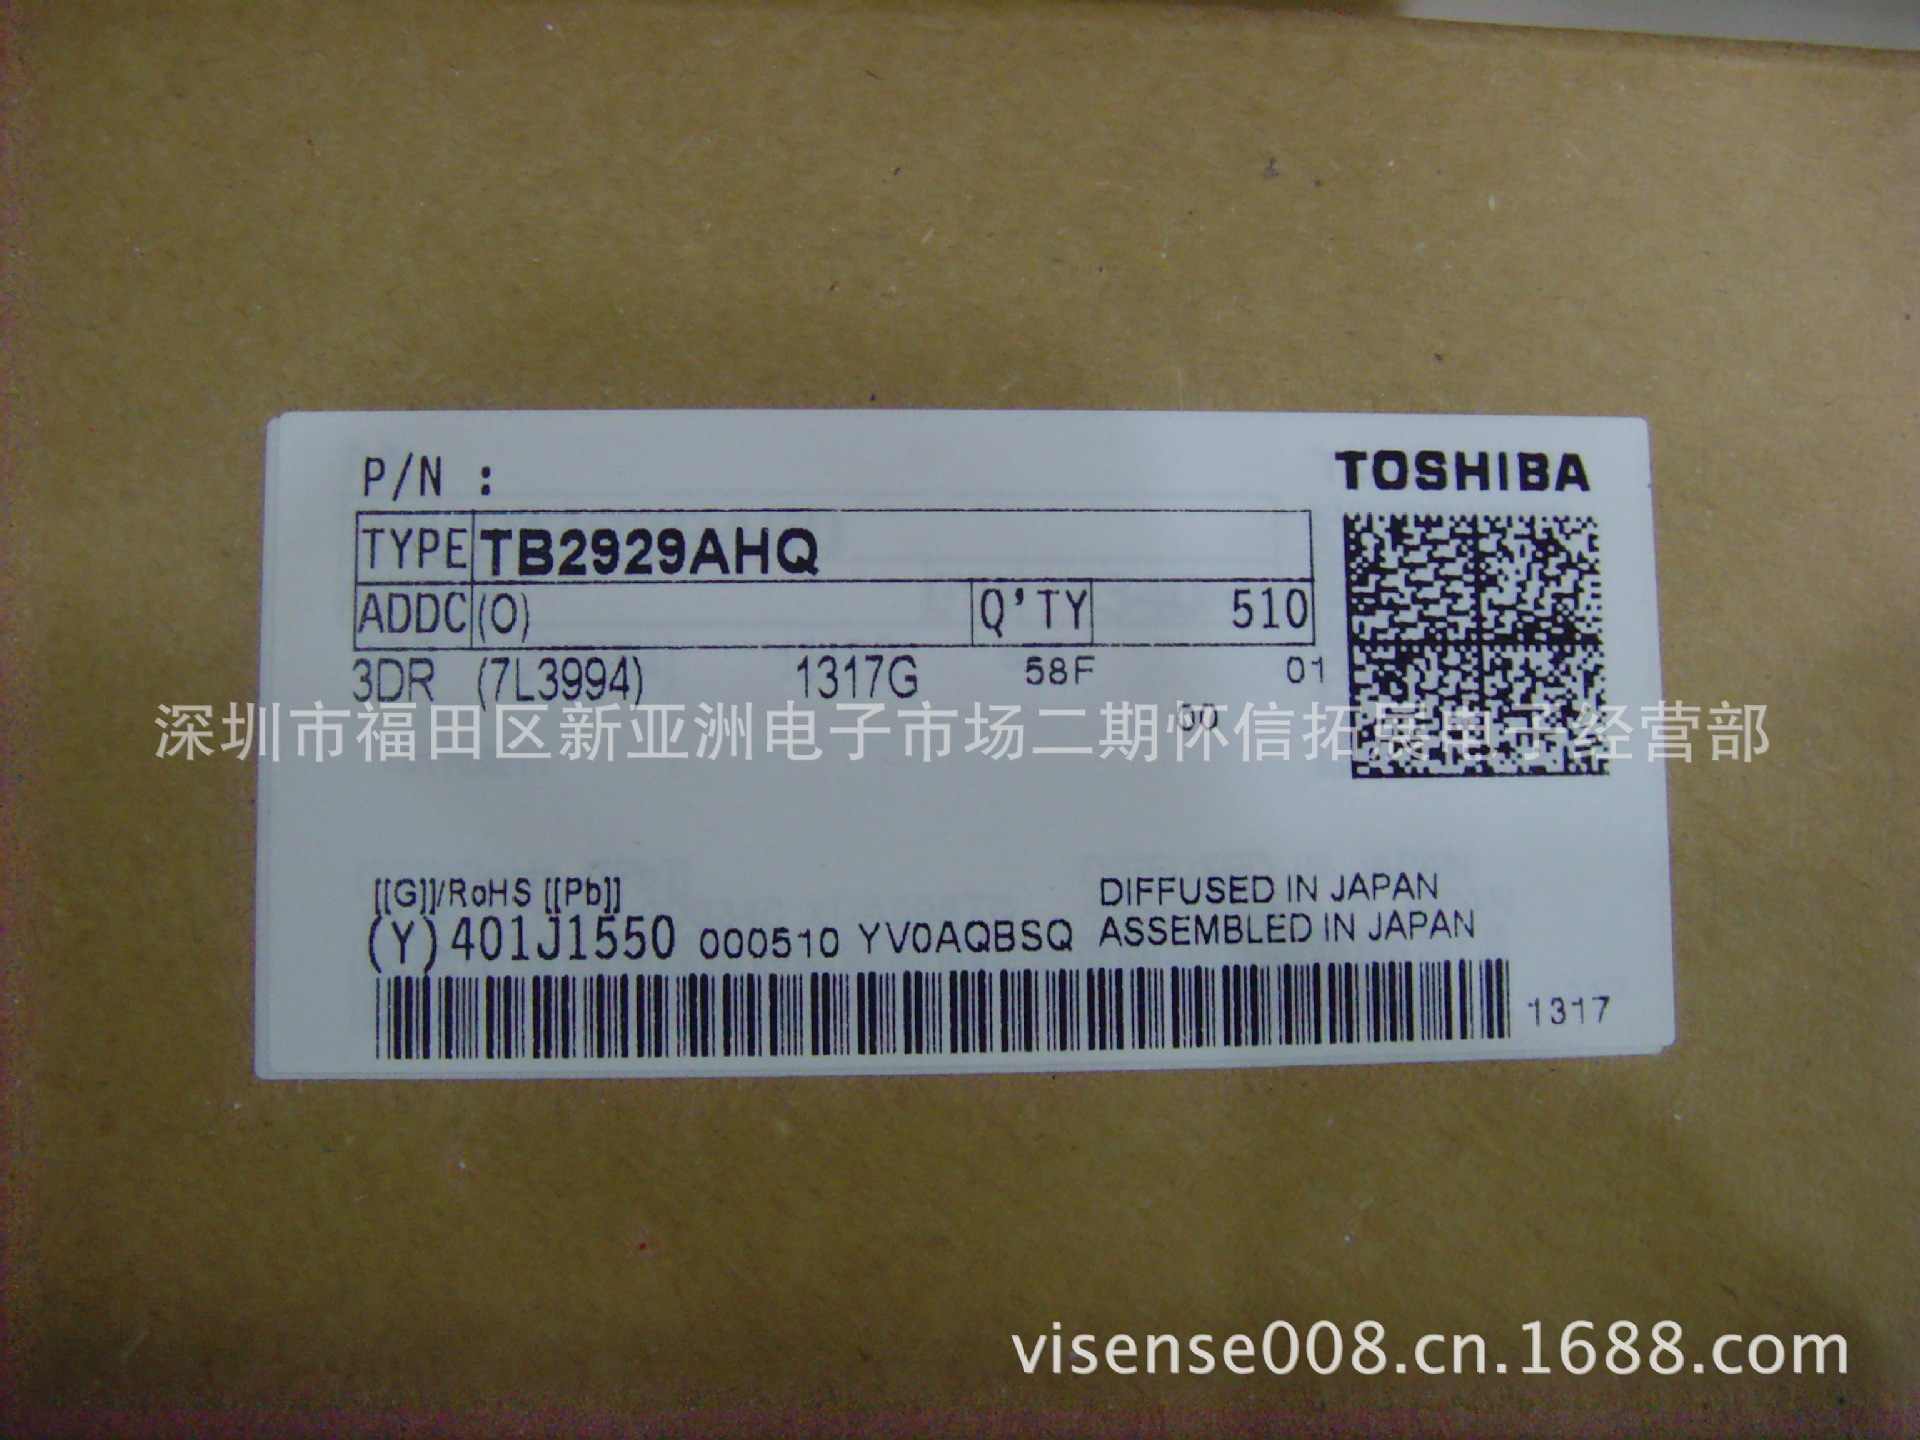 P/N :
TOSHIBA
TYPE TB2929AHQ
ADDC (O) Q'TY 510
3DR (7L3994) 1317G 58F 01
00
深圳市福田区新亚洲电子市场二期怀信拓展电子经营部
[[G]]/RoHS [[Pb]]
DIFFUSED IN JAPAN
(Y)401J1550 000510 YV0AQBSQ ASSEMBLED IN JAPAN
1317
visense008.cn.1688.com